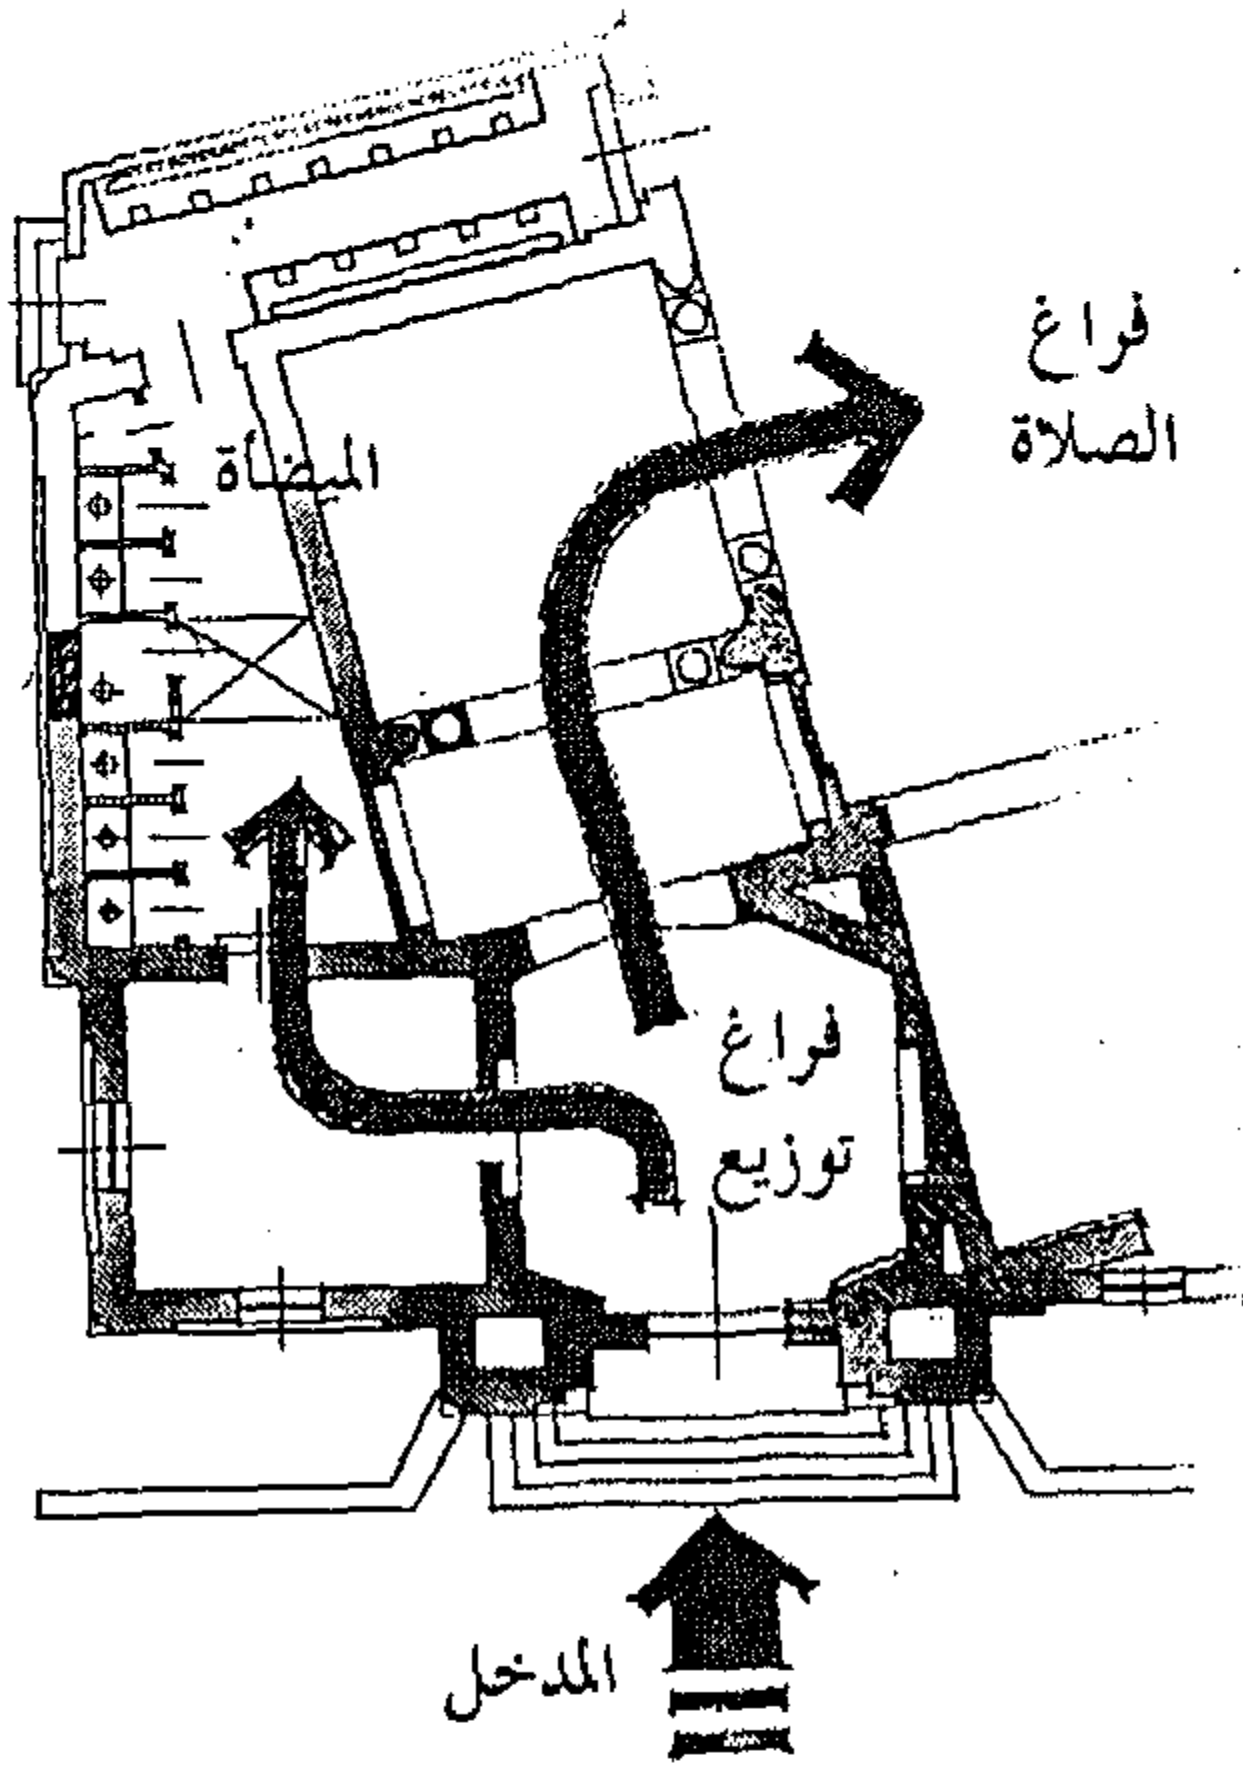 فراغ
الصلاة
الميضأة
فراغ
توزيع
المدخل